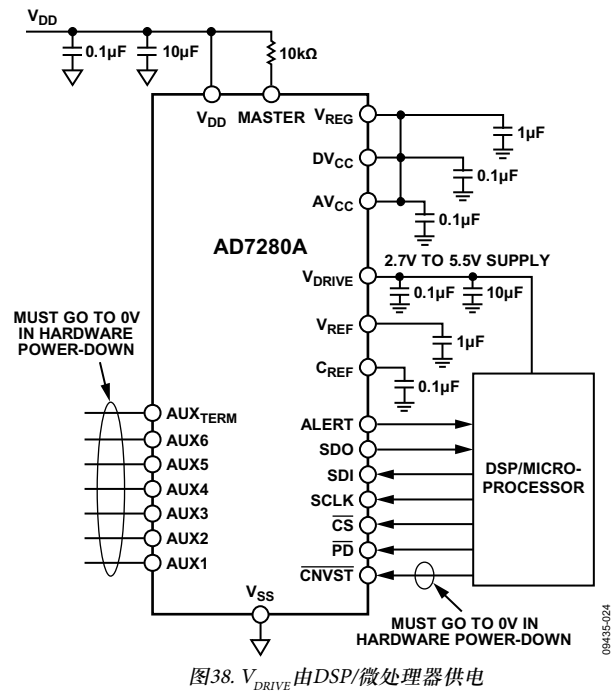 VDD
0.1µF
10µF
10kΩ
VDD
MASTER
VREG
1µF
DVCC
0.1µF
AVCC
0.1µF
AD7280A
2.7V TO 5.5V SUPPLY
VDRIVE
0.1µF
10µF
MUST GO TO 0V
IN HARDWARE
POWER-DOWN
VREF
1µF
CREF
0.1µF
AUXTERM
AUX6
AUX5
AUX4
AUX3
AUX2
AUX1
ALERT
SDO
SDI
SCLK
CS
PD
CNVST
DSP/MICRO-
PROCESSOR
VSS
MUST GO TO 0V IN
HARDWARE POWER-DOWN
09435-024
图38. VDRIVE由DSP/微处理器供电